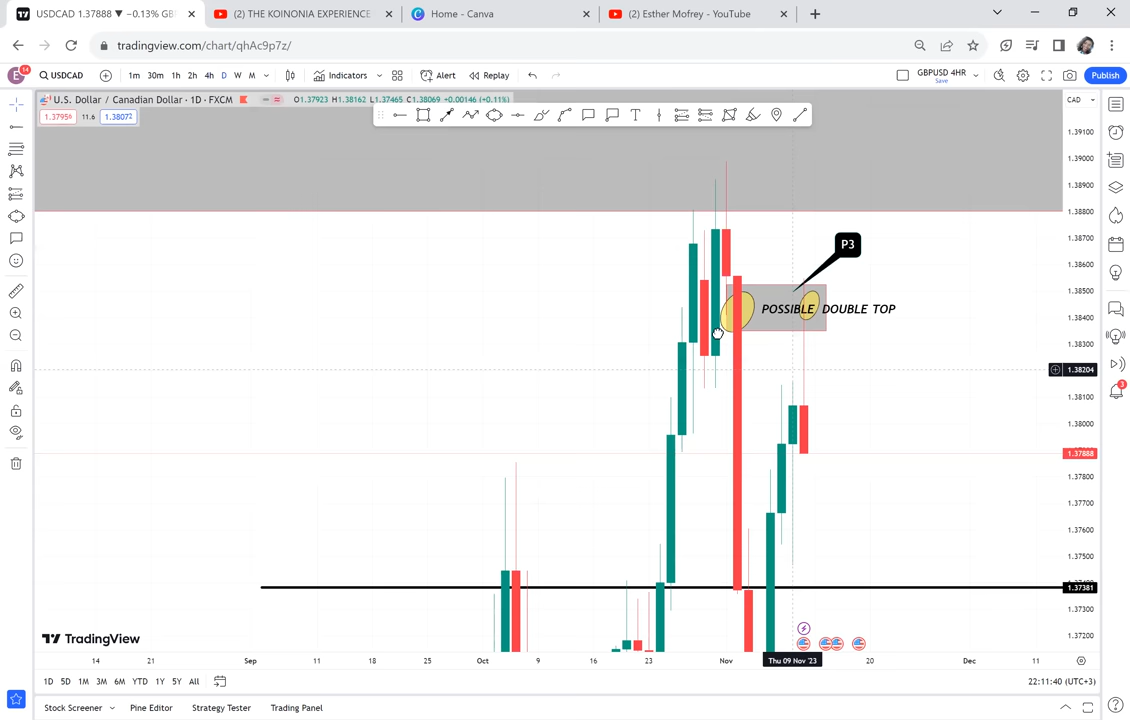 USDCAD 1.37888 ▼ −0.13% GB
(2) THE KOINONIA EXPERIENCE
Home - Canva
(2) Esther Mofrey - YouTube
tradingview.com/chart/qhAc9p7z/
E 14 USDCAD 1m 30m 1h 2h 4h D W M Indicators Alert Replay GBPUSD 4HR Save Publish
U.S. Dollar / Canadian Dollar · 1D · FXCM O1.37923 H1.38162 L1.37465 C1.38069 +0.00146 (+0.11%) CAD
1.37956 11.6 1.38072
1.39100
1.39000
1.38900
1.38800
1.38700
P3
1.38600
1.38500
POSSIBLE DOUBLE TOP
1.38400
1.38300
1.38204
1.38100
1.38000
1.37888
1.37800
1.37700
1.37600
1.37500
1.37381
1.37300
1.37200
3
TradingView
14 21 Sep 11 18 25 Oct 9 16 23 Nov Thu 09 Nov '23 20 Dec 11
1D 5D 1M 3M 6M YTD 1Y 5Y All 22:11:40 (UTC+3)
Stock Screener Pine Editor Strategy Tester Trading Panel